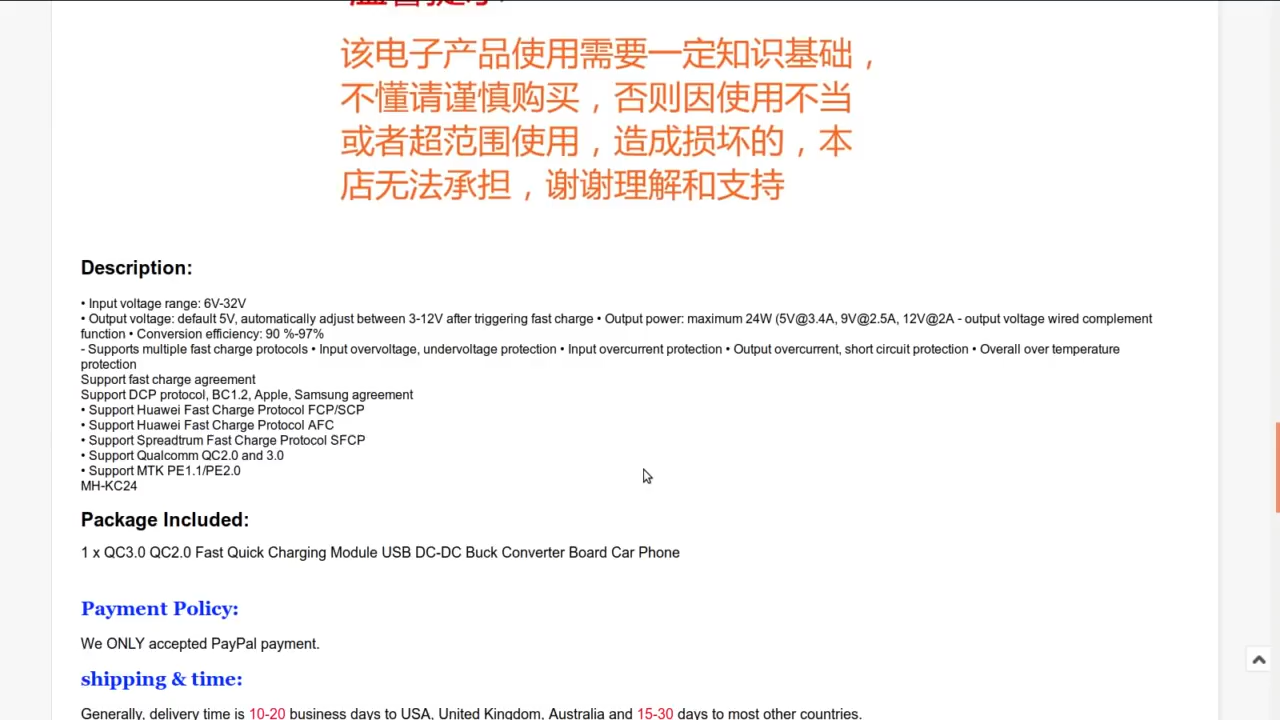 温馨提示
该电子产品使用需要一定知识基础，
不懂请谨慎购买，否则因使用不当
或者超范围使用，造成损坏的，本
店无法承担，谢谢理解和支持
Description:
• Input voltage range: 6V-32V
• Output voltage: default 5V, automatically adjust between 3-12V after triggering fast charge • Output power: maximum 24W (5V@3.4A, 9V@2.5A, 12V@2A - output voltage wired complement
function • Conversion efficiency: 90 %-97%
- Supports multiple fast charge protocols • Input overvoltage, undervoltage protection • Input overcurrent protection • Output overcurrent, short circuit protection • Overall over temperature
protection
Support fast charge agreement
Support DCP protocol, BC1.2, Apple, Samsung agreement
• Support Huawei Fast Charge Protocol FCP/SCP
• Support Huawei Fast Charge Protocol AFC
• Support Spreadtrum Fast Charge Protocol SFCP
• Support Qualcomm QC2.0 and 3.0
• Support MTK PE1.1/PE2.0
MH-KC24
Package Included:
1 x QC3.0 QC2.0 Fast Quick Charging Module USB DC-DC Buck Converter Board Car Phone
Payment Policy:
We ONLY accepted PayPal payment.
shipping & time:
Generally, delivery time is 10-20 business days to USA, United Kingdom, Australia and 15-30 days to most other countries.